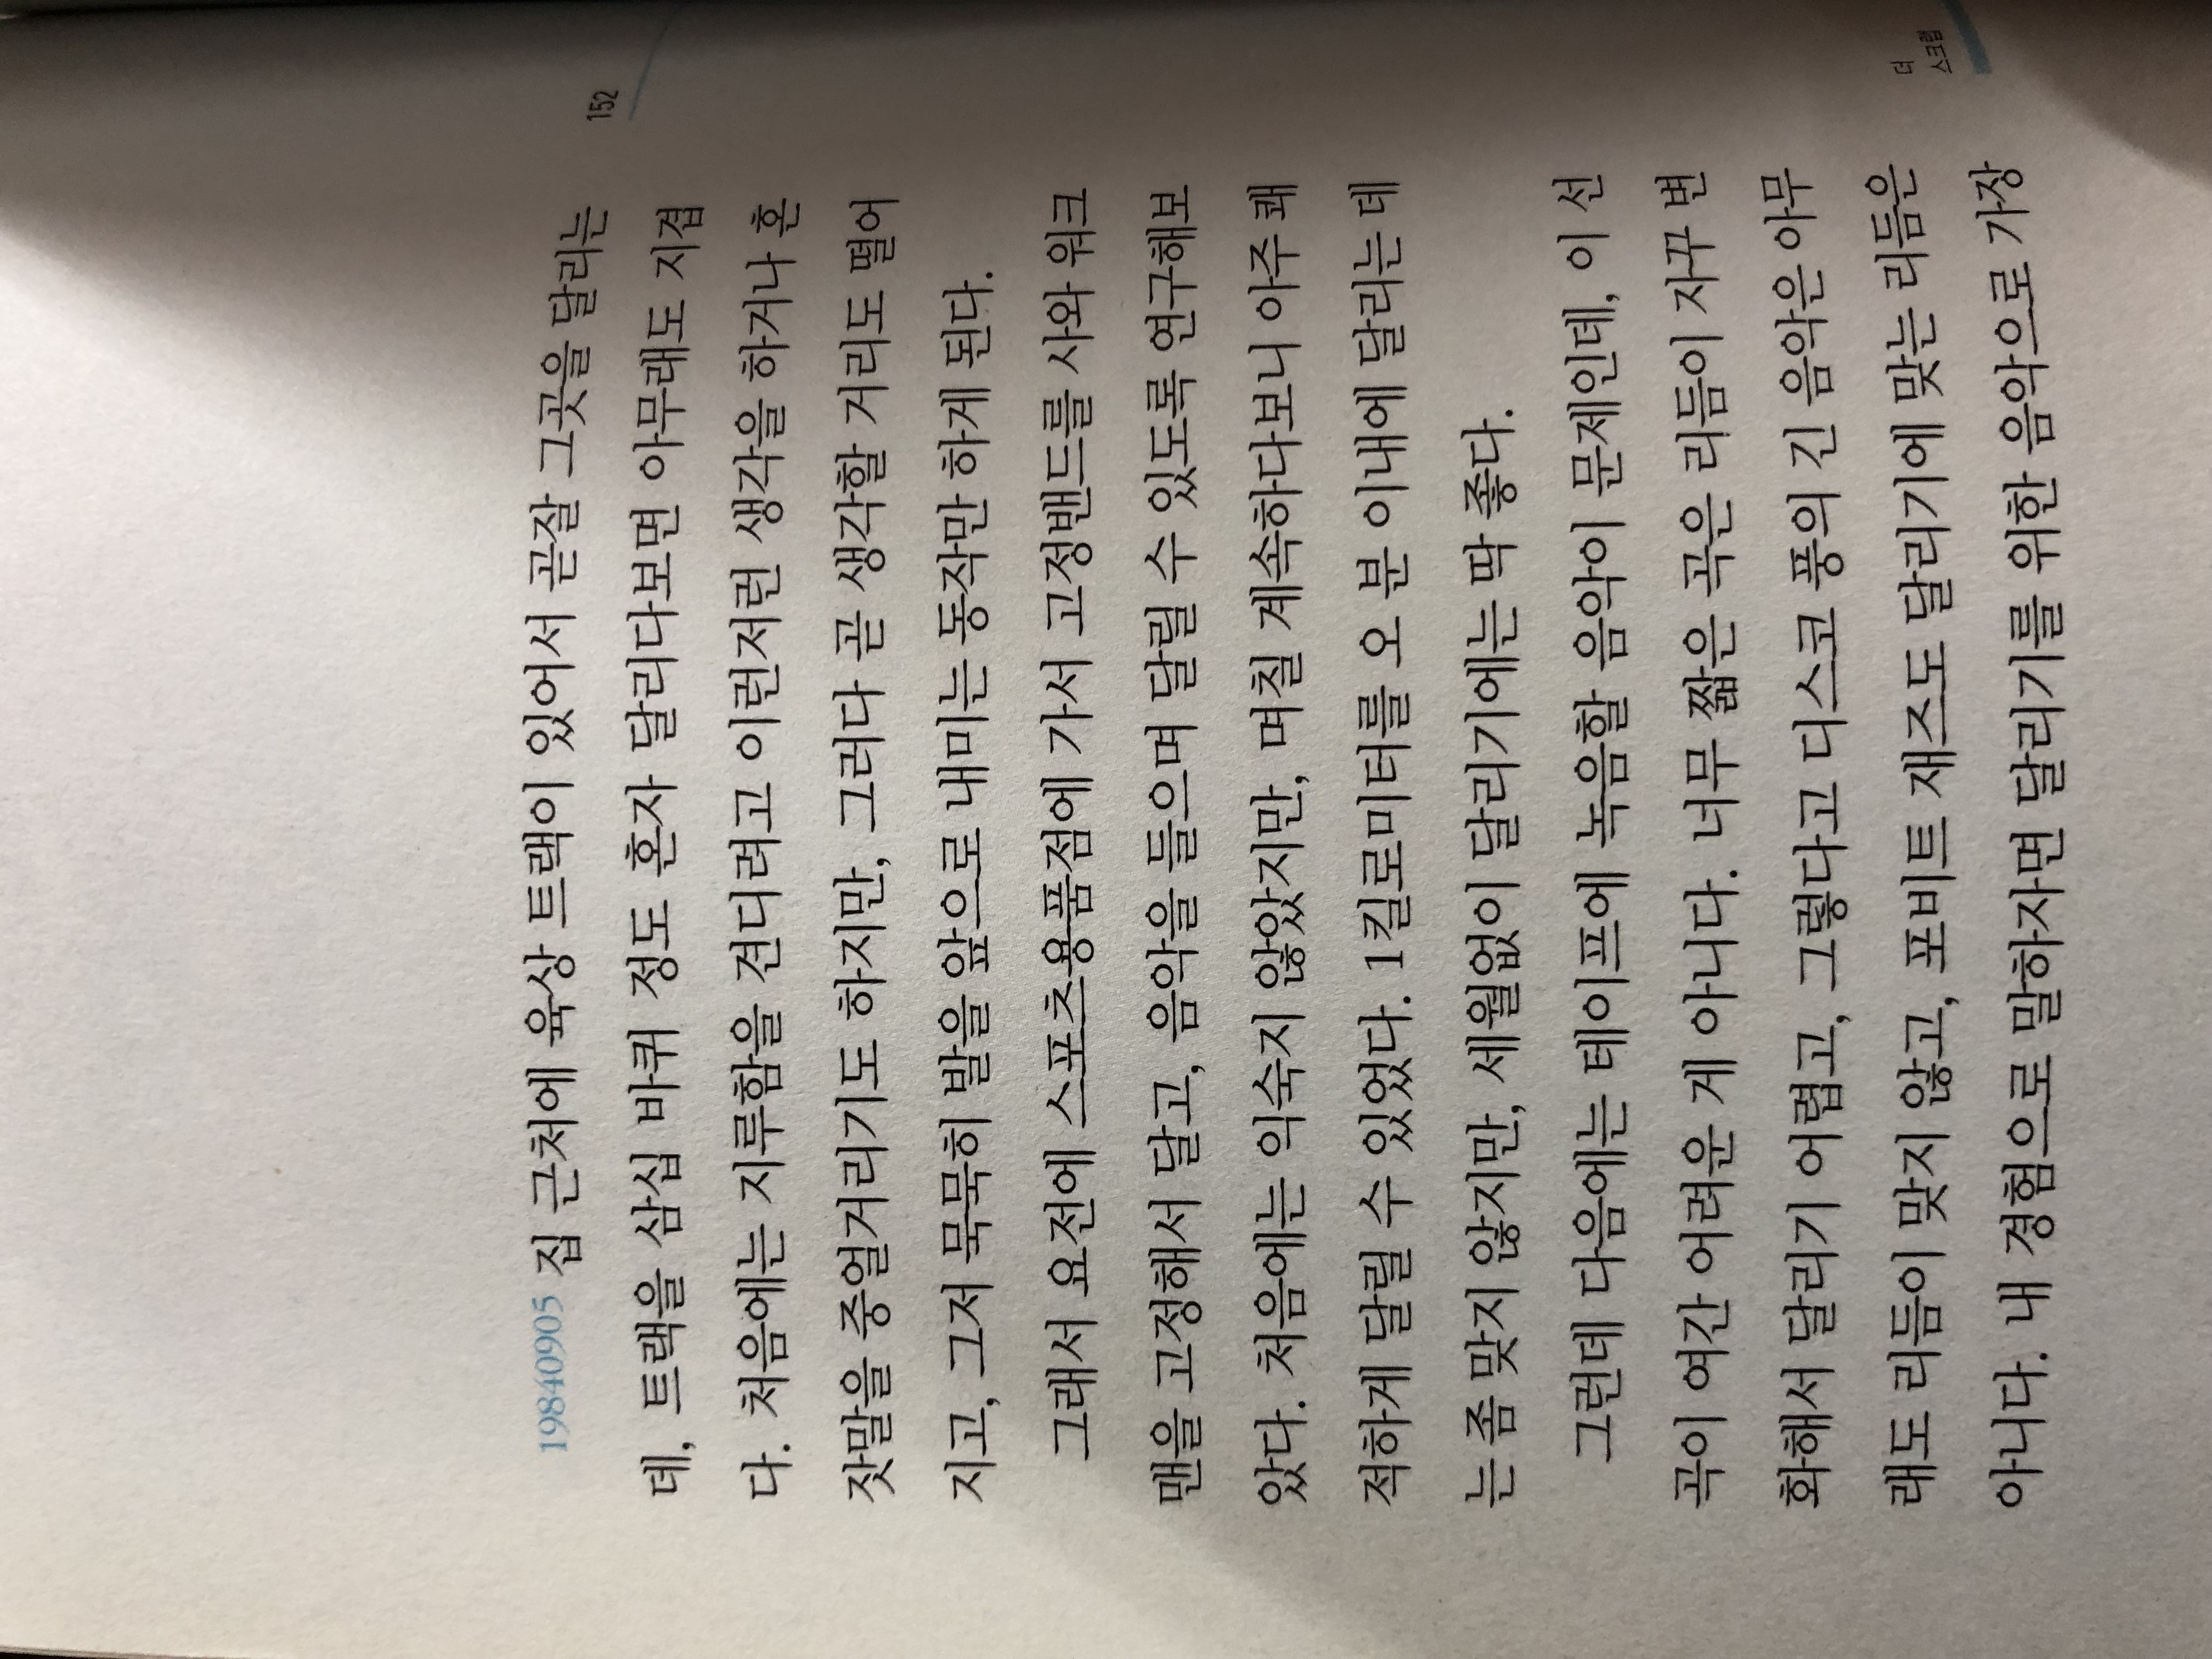 19840905 집 근처에 육상 트랙이 있어서 곧잘 그곳을 달리는
152
데, 트랙을 삼십 바퀴 정도 혼자 달리다보면 아무래도 지겹
다. 처음에는 지루함을 견디려고 이런저런 생각을 하거나 혼
잣말을 중얼거리기도 하지만, 그러다 곧 생각할 거리도 떨어
지고, 그저 묵묵히 발을 앞으로 내미는 동작만 하게 된다.
그래서 요전에 스포츠용품점에 가서 고정밴드를 사와 워크
맨을 고정해서 달고, 음악을 들으며 달릴 수 있도록 연구해보
았다. 처음에는 익숙지 않았지만, 며칠 계속하다보니 아주 쾌
적하게 달릴 수 있었다. 1킬로미터를 오 분 이내에 달리는 데
는 좀 맞지 않지만, 세월없이 달리기에는 딱 좋다.
그런데 다음에는 테이프에 녹음할 음악이 문제인데, 이 선
곡이 여간 어려운 게 아니다. 너무 짧은 곡은 리듬이 자꾸 변
화해서 달리기 어렵고, 그렇다고 디스코 풍의 긴 음악은 아무
래도 리듬이 맞지 않고, 포비트 재즈도 달리기에 맞는 리듬은
아니다. 내 경험으로 말하자면 달리기를 위한 음악으로 가장
더
스크랩